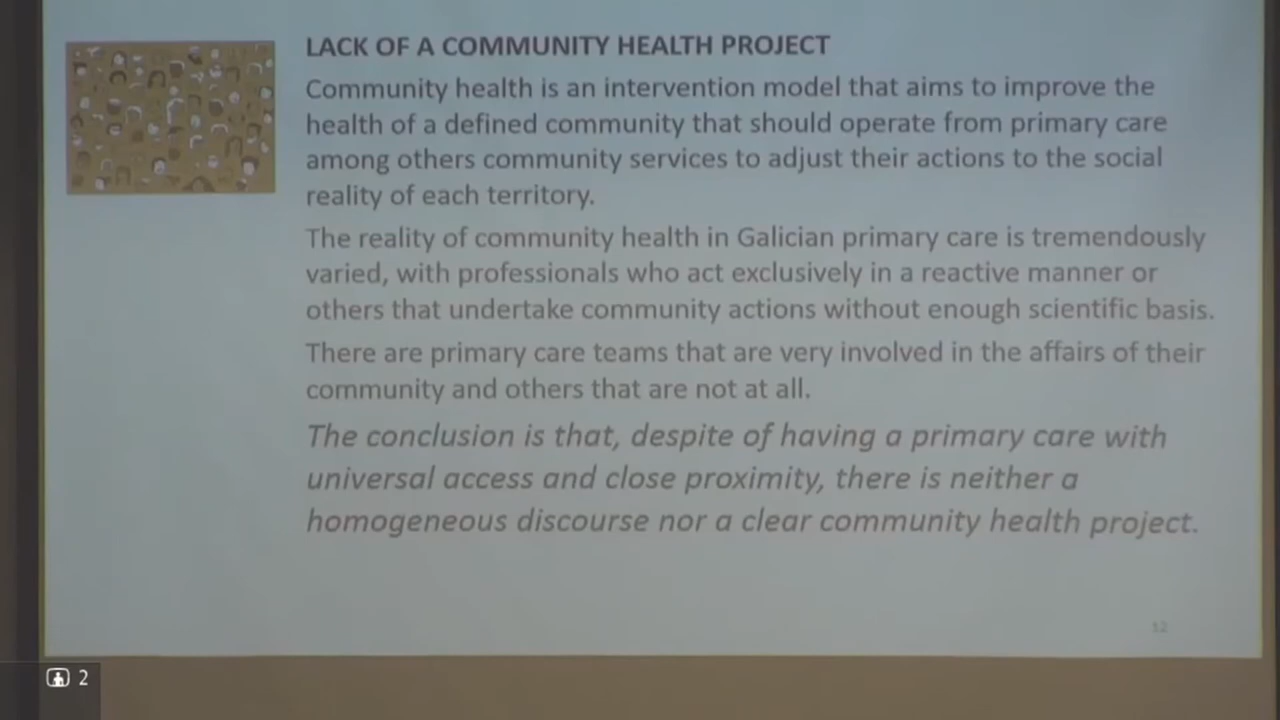 LACK OF A COMMUNITY HEALTH PROJECT
Community health is an intervention model that aims to improve the
health of a defined community that should operate from primary care
among others community services to adjust their actions to the social
reality of each territory.
The reality of community health in Galician primary care is tremendously
varied, with professionals who act exclusively in a reactive manner or
others that undertake community actions without enough scientific basis.
There are primary care teams that are very involved in the affairs of their
community and others that are not at all.
The conclusion is that, despite of having a primary care with
universal access and close proximity, there is neither a
homogeneous discourse nor a clear community health project.
12
2